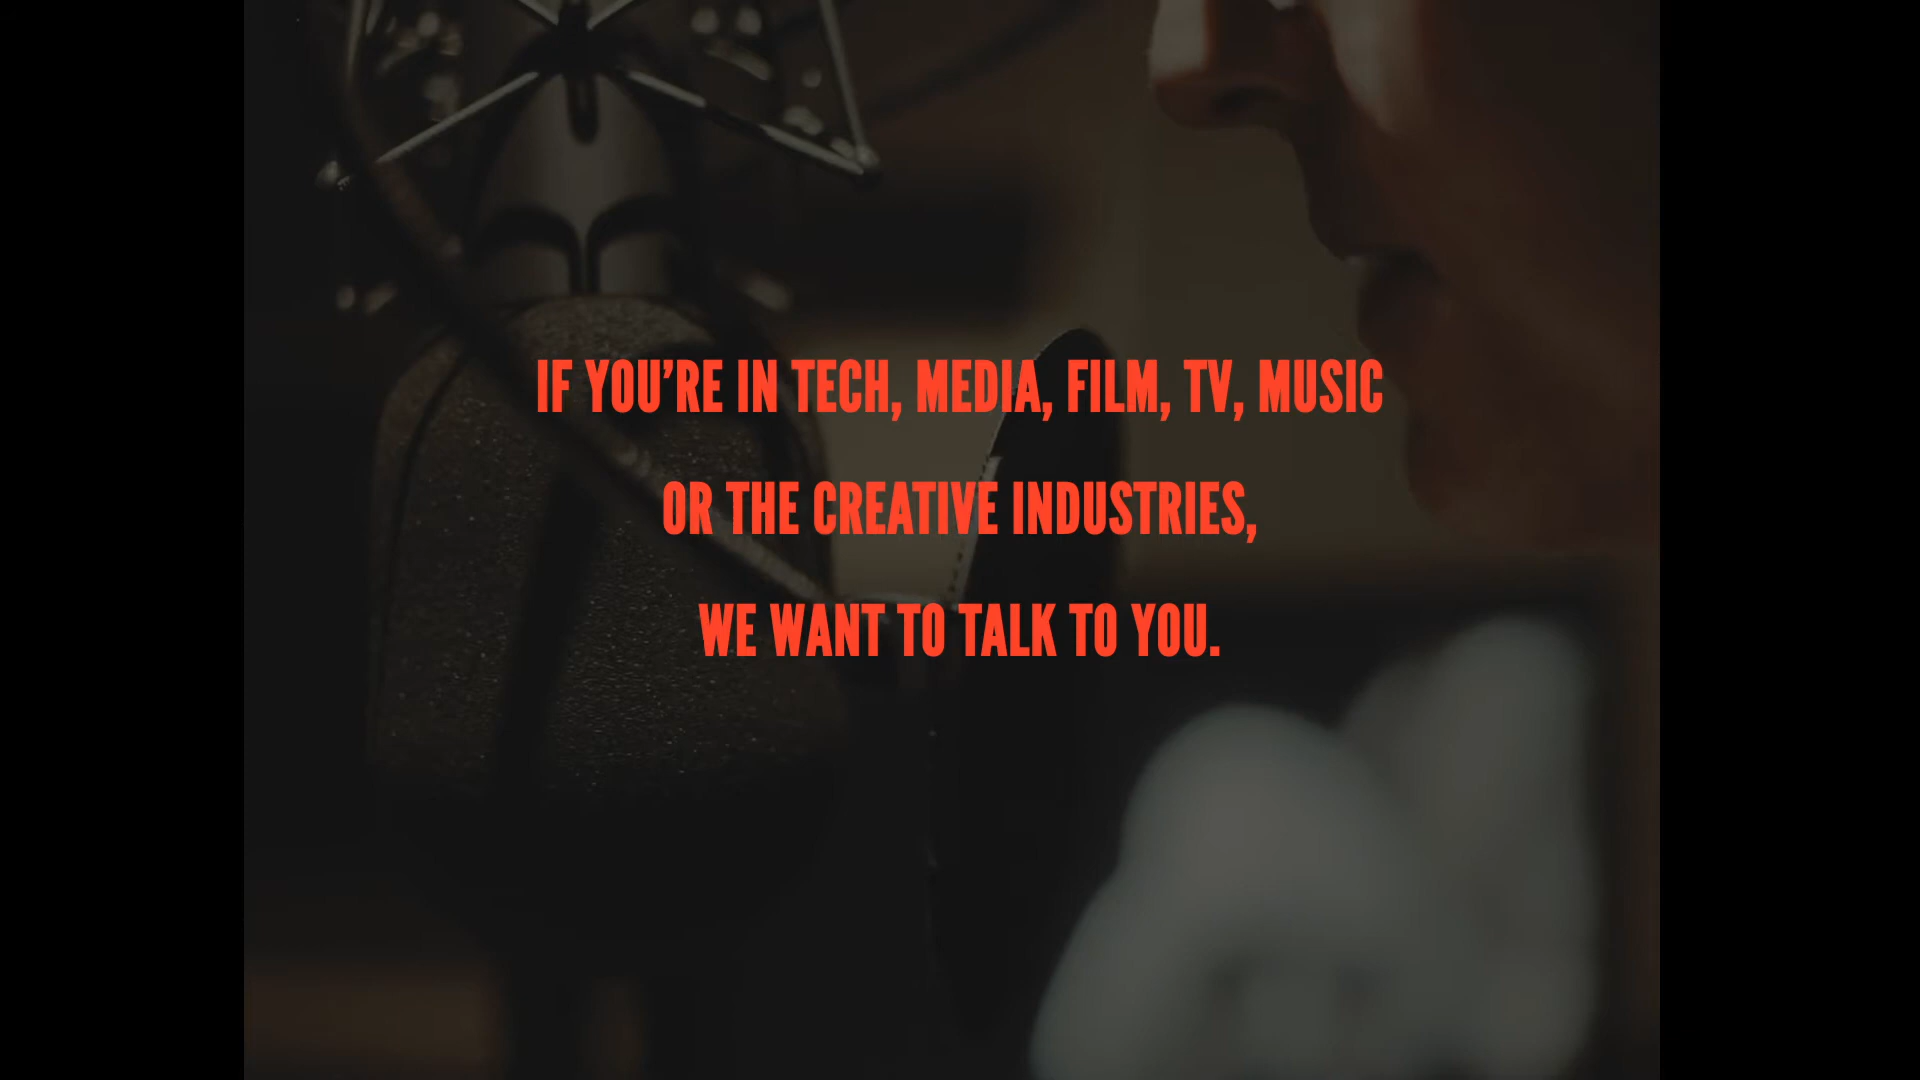 IF YOU’RE IN TECH, MEDIA, FILM, TV, MUSIC
OR THE CREATIVE INDUSTRIES,
WE WANT TO TALK TO YOU.